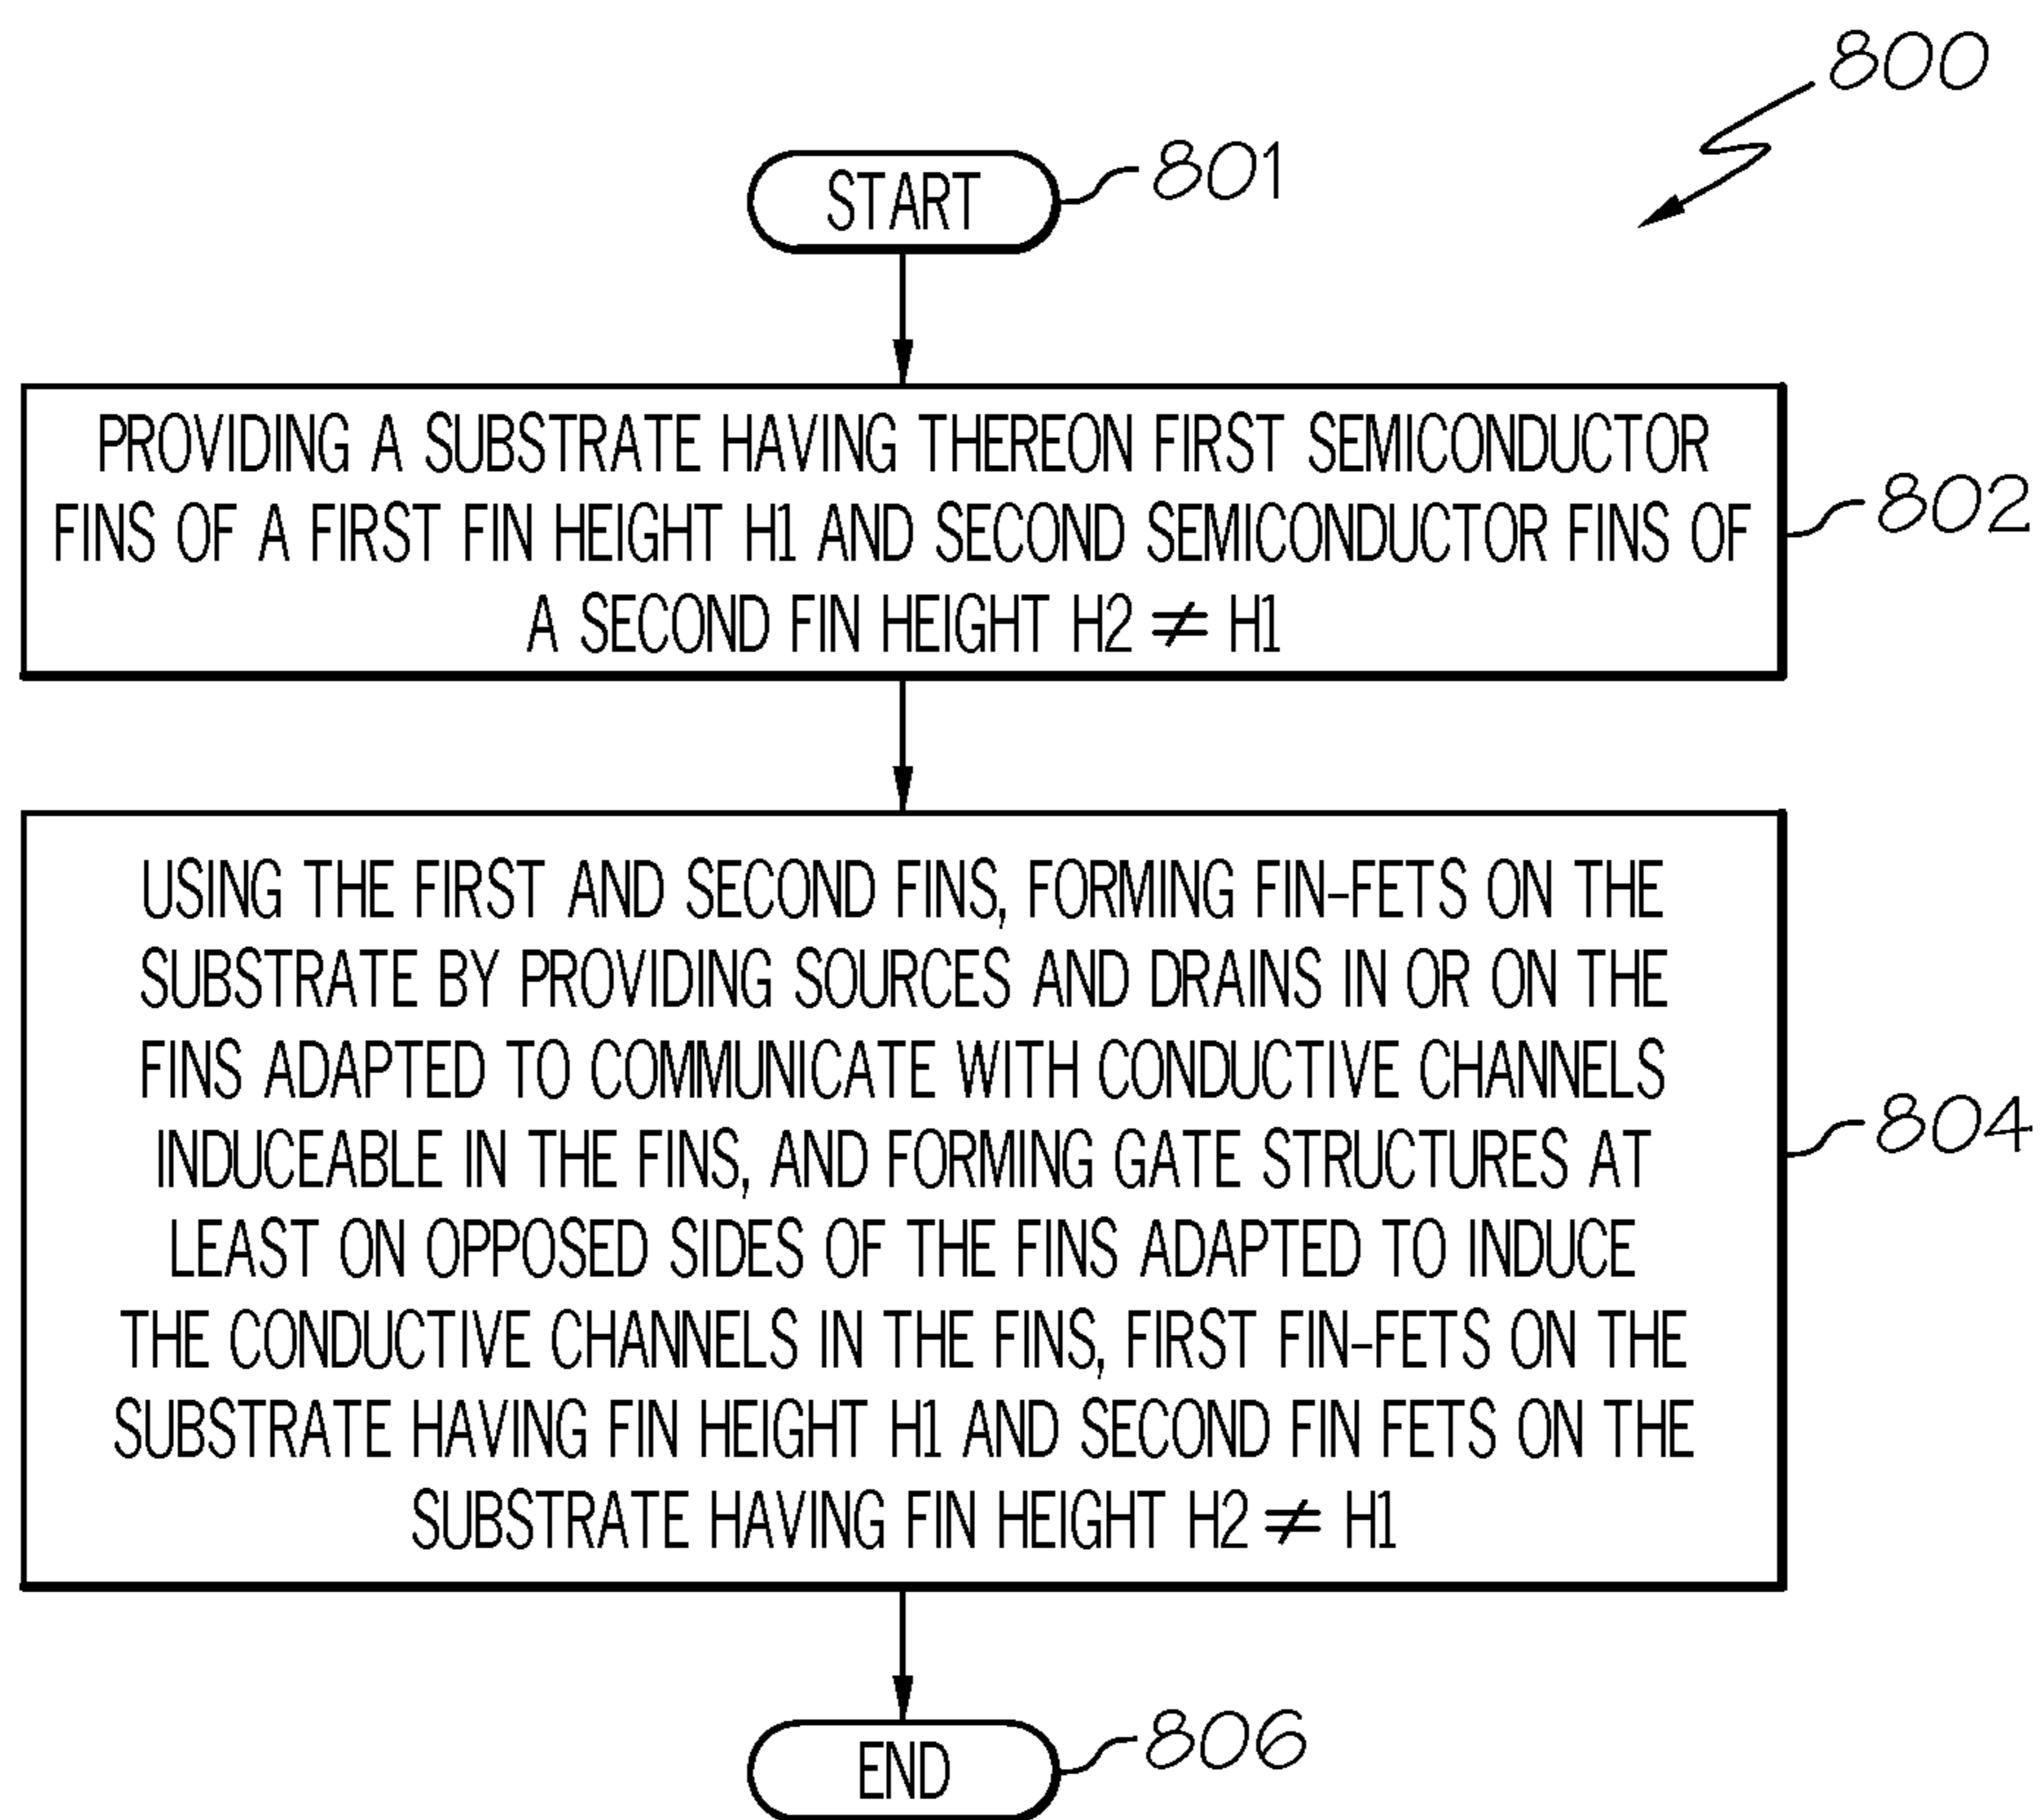 800
START 801
PROVIDING A SUBSTRATE HAVING THEREON FIRST SEMICONDUCTOR
FINS OF A FIRST FIN HEIGHT H1 AND SECOND SEMICONDUCTOR FINS OF
A SECOND FIN HEIGHT H2 ≠ H1
802
USING THE FIRST AND SECOND FINS, FORMING FIN-FETS ON THE
SUBSTRATE BY PROVIDING SOURCES AND DRAINS IN OR ON THE
FINS ADAPTED TO COMMUNICATE WITH CONDUCTIVE CHANNELS
INDUCEABLE IN THE FINS, AND FORMING GATE STRUCTURES AT
LEAST ON OPPOSED SIDES OF THE FINS ADAPTED TO INDUCE
THE CONDUCTIVE CHANNELS IN THE FINS, FIRST FIN-FETS ON THE
SUBSTRATE HAVING FIN HEIGHT H1 AND SECOND FIN FETS ON THE
SUBSTRATE HAVING FIN HEIGHT H2 ≠ H1
804
END 806